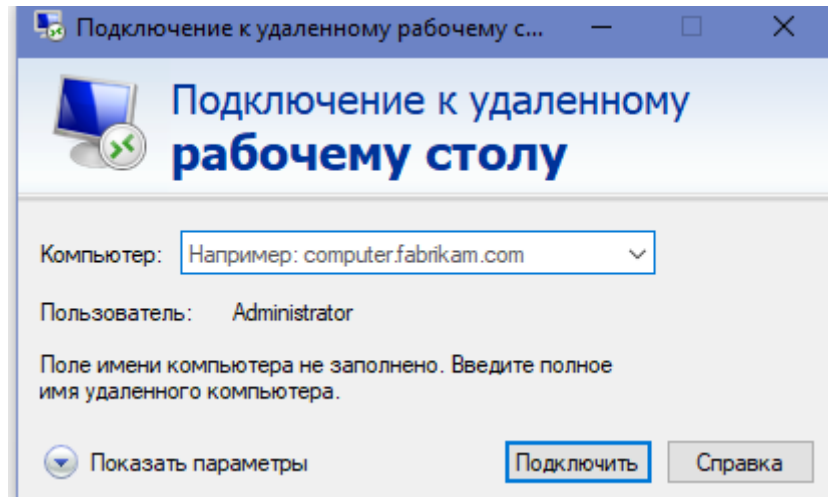 Подключение к удаленному рабочему с...
Подключение к удаленному
рабочему столу
Компьютер: Например: computer.fabrikam.com
Пользователь: Administrator
Поле имени компьютера не заполнено. Введите полное
имя удаленного компьютера.
Показать параметры Подключить Справка